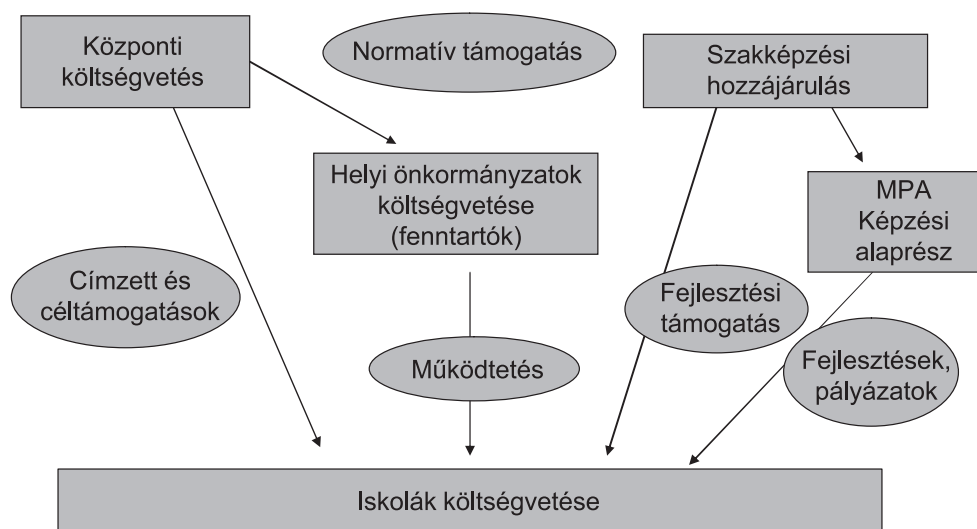 Központi
költségvetés
Normatív támogatás
Szakképzési
hozzájárulás
Helyi önkormányzatok
költségvetése
(fenntartók)
MPA
Képzési
alaprész
Címzett és
céltámogatások
Fejlesztési
támogatás
Működtetés
Fejlesztések,
pályázatok
Iskolák költségvetése